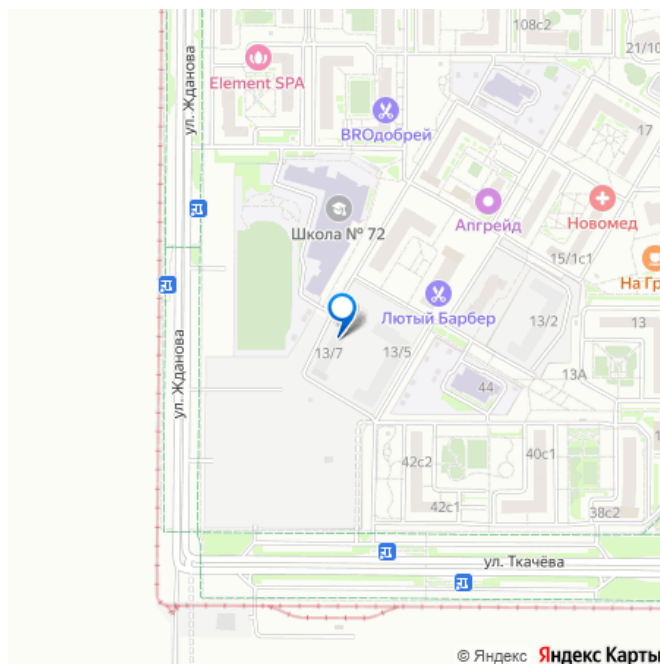 108с2
21/10
Element SPA
ул. Жданова
BROдобрей
17
Школа № 72
Апгрейд
Новомед
15/1с1
На Гр
Лютый Барбер
13/2
13
13/7
13/5
13А
44
ул. Жданова
42с2
40с1
42с1
38с2
ул. Ткачёва
© Яндекс Яндекс Карты